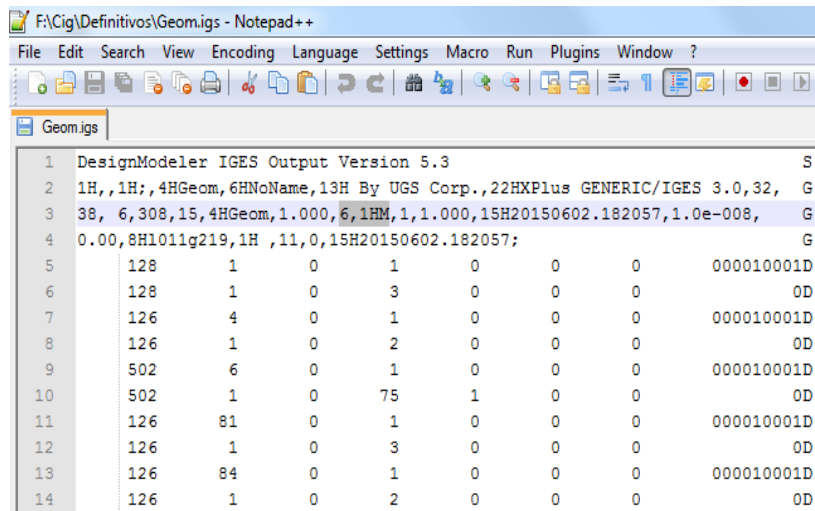 F:\Cig\Definitivos\Geom.igs - Notepad++
File Edit Search View Encoding Language Settings Macro Run Plugins Window ?
Geom.igs
1 DesignModeler IGES Output Version 5.3 S
2 1H,,1H;,4HGeom,6HNoName,13H By UGS Corp.,22HXPlus GENERIC/IGES 3.0,32, G
3 38, 6,308,15,4HGeom,1.000,6,1HM,1,1.000,15H20150602.182057,1.0e-008, G
4 0.00,8Hl011g219,1H ,11,0,15H20150602.182057; G
5 128 1 0 1 0 0 0 000010001D
6 128 1 0 3 0 0 0 0D
7 126 4 0 1 0 0 0 000010001D
8 126 1 0 2 0 0 0 0D
9 502 6 0 1 0 0 0 000010001D
10 502 1 0 75 1 0 0 0D
11 126 81 0 1 0 0 0 000010001D
12 126 1 0 3 0 0 0 0D
13 126 84 0 1 0 0 0 000010001D
14 126 1 0 2 0 0 0 0D